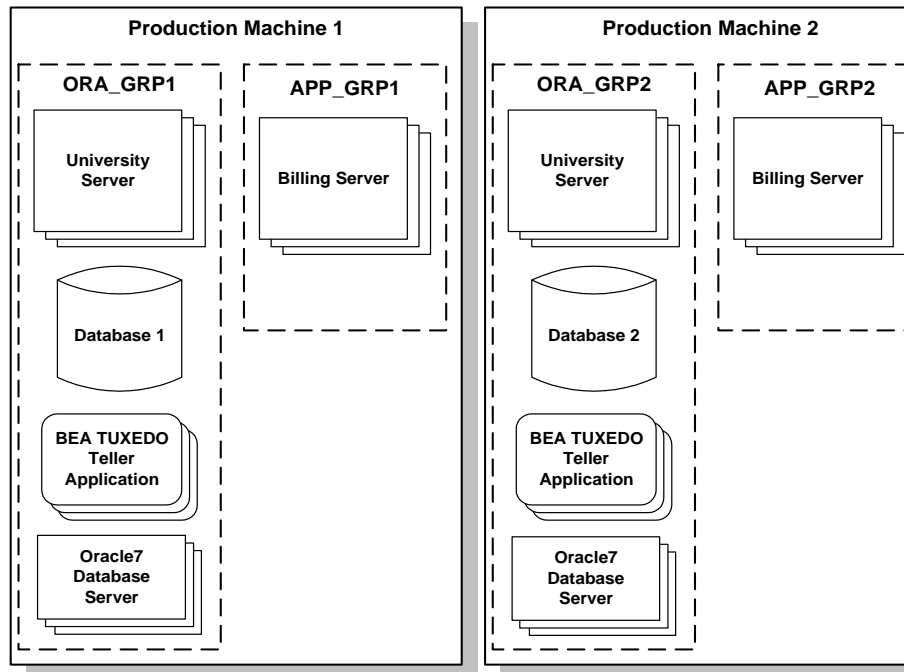 Production Machine 1
ORA_GRP1
APP_GRP1
University
Server
Billing Server
Database 1
BEA TUXEDO
Teller
Application
Oracle7
Database
Server
Production Machine 2
ORA_GRP2
APP_GRP2
University
Server
Billing Server
Database 2
BEA TUXEDO
Teller
Application
Oracle7
Database
Server